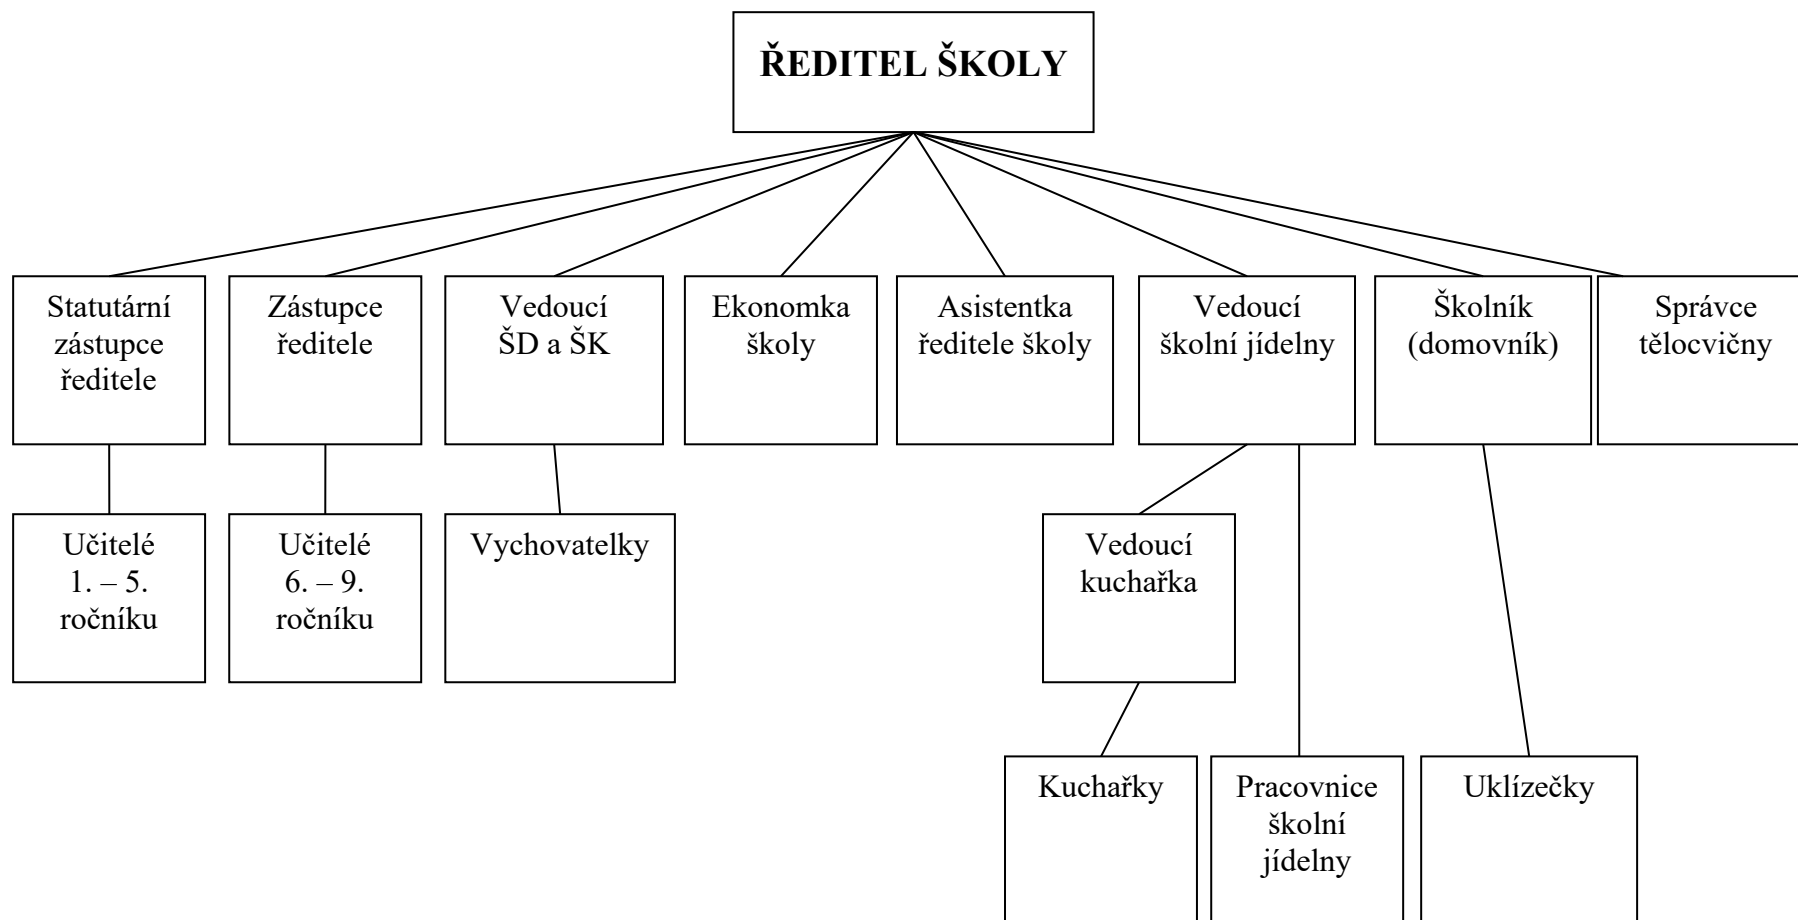 ŘEDITEL ŠKOLY
Statutární
zástupce
ředitele
Zástupce
ředitele
Vedoucí
ŠD a ŠK
Ekonomka
školy
Asistentka
ředitele školy
Vedoucí
školní jídelny
Školník
(domovník)
Správce
tělocvičny
Učitelé
1. – 5.
ročníku
Učitelé
6. – 9.
ročníku
Vychovatelky
Vedoucí
kuchařka
Kuchařky
Pracovnice
školní
jídelny
Uklízečky